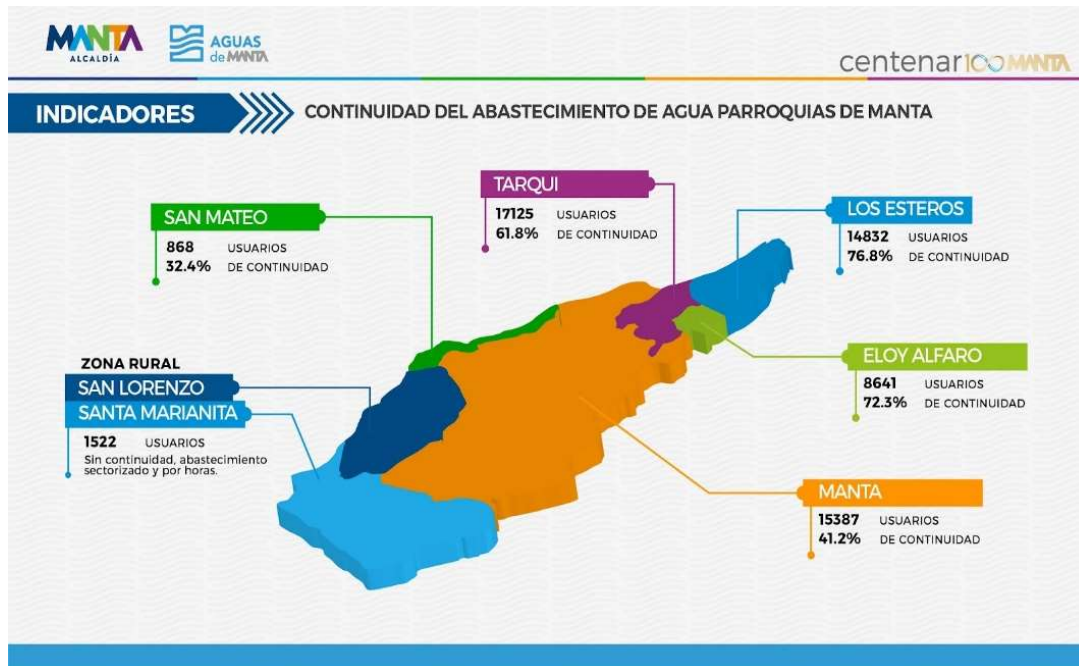 MANTA
ALCALDÍA
AGUAS
de MANTA
centenar100 MANTA
INDICADORES
CONTINUIDAD DEL ABASTECIMIENTO DE AGUA PARROQUIAS DE MANTA
TARQUI
17125 USUARIOS
61.8% DE CONTINUIDAD
SAN MATEO
868 USUARIOS
32.4% DE CONTINUIDAD
LOS ESTEROS
14832 USUARIOS
76.8% DE CONTINUIDAD
ZONA RURAL
SAN LORENZO
SANTA MARIANITA
1522 USUARIOS
Sin continuidad, abastecimiento
sectorizado y por horas.
ELOY ALFARO
8641 USUARIOS
72.3% DE CONTINUIDAD
MANTA
15387 USUARIOS
41.2% DE CONTINUIDAD